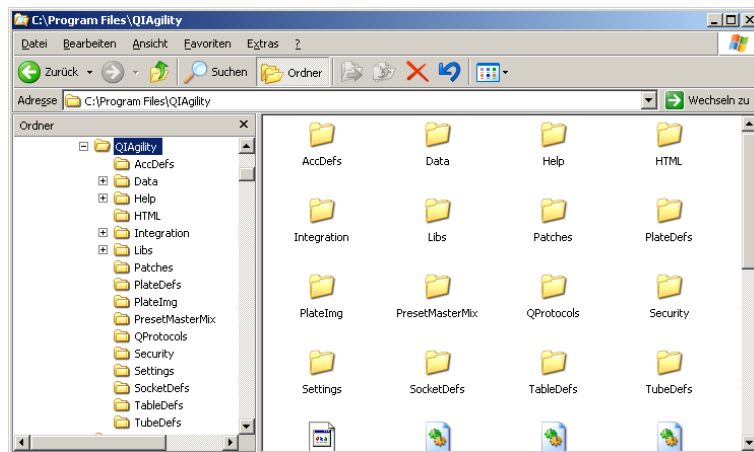 C:\Program Files\QIAgility
Datei Bearbeiten Ansicht Favoriten Extras ?
Zurück Suchen Ordner
Adresse C:\Program Files\QIAgility Wechseln zu
Ordner
QIAgility
AccDefs
Data
Help
HTML
Integration
Libs
Patches
PlateDefs
PlateImg
PresetMasterMix
QProtocols
Security
Settings
SocketDefs
TableDefs
TubeDefs
AccDefs Data Help HTML
Integration Libs Patches PlateDefs
PlateImg PresetMasterMix QProtocols Security
Settings SocketDefs TableDefs TubeDefs